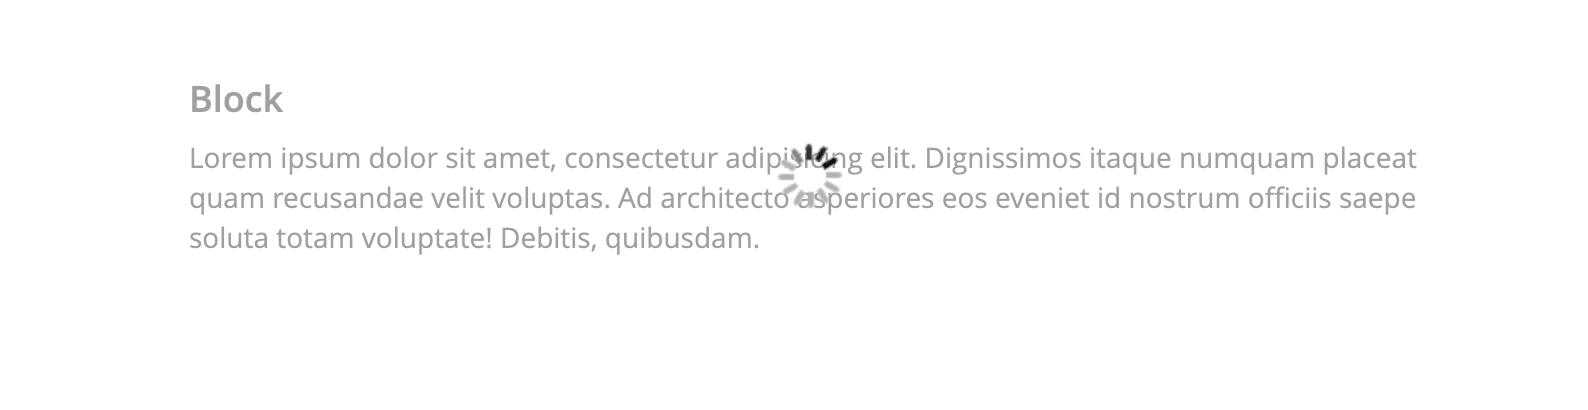 Block
Lorem ipsum dolor sit amet, consectetur adipisicing elit. Dignissimos itaque numquam placeat
quam recusandae velit voluptas. Ad architecto asperiores eos eveniet id nostrum officiis saepe
soluta totam voluptate! Debitis, quibusdam.